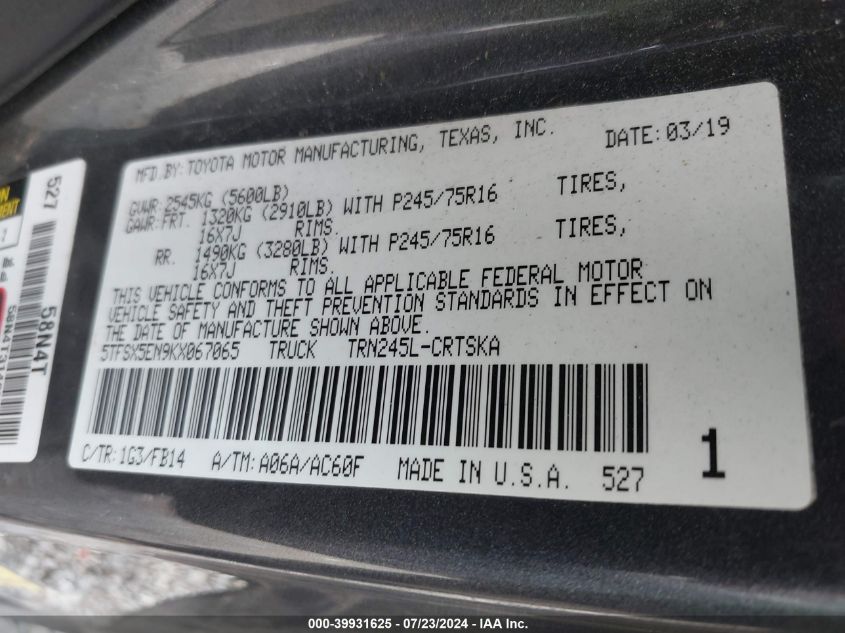 MFD.BY:TOYOTA MOTOR MANUFACTURING, TEXAS, INC. DATE:03/19
GVWR:2545KG (5600LB)
GAWR:FRT. 1320KG (2910LB) WITH P245/75R16 TIRES,
16X7J RIMS.
RR. 1490KG (3280LB) WITH P245/75R16 TIRES,
16X7J RIMS.
THIS VEHICLE CONFORMS TO ALL APPLICABLE FEDERAL MOTOR
VEHICLE SAFETY AND THEFT PREVENTION STANDARDS IN EFFECT ON
THE DATE OF MANUFACTURE SHOWN ABOVE.
5TFSX5EN9KX067065 TRUCK TRN245L-CRTSKA
C/TR:1G3/FB14 A/TM:A06A/AC60F MADE IN U.S.A. 527
1
527
58N4T
000-39931625 / 07/23/2024 - IAA Inc.